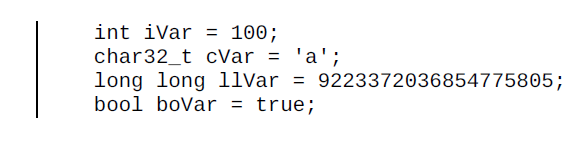 int iVar = 100;
char32_t cVar = 'a';
long long llVar = 9223372036854775805;
bool boVar = true;